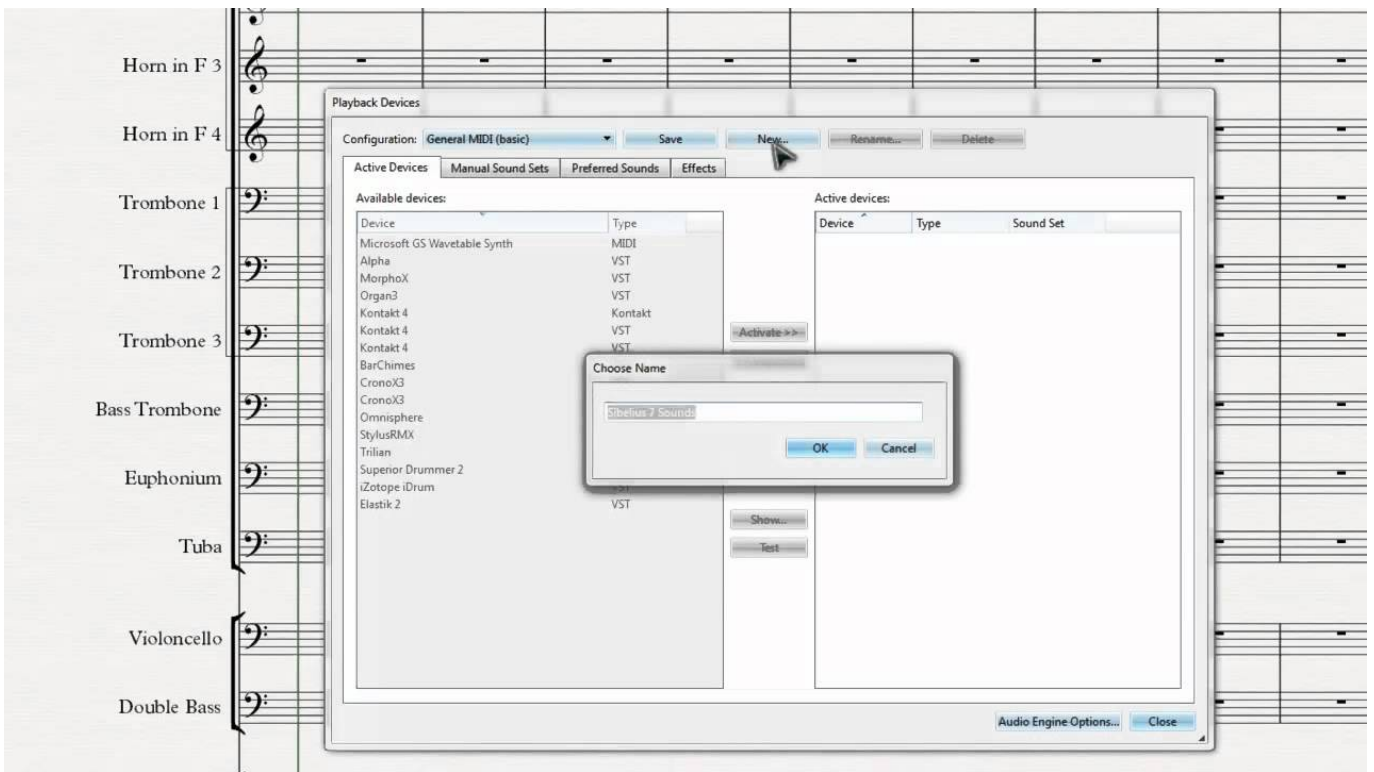 Horn in F 3
Horn in F 4
Trombone 1
Trombone 2
Trombone 3
Bass Trombone
Euphonium
Tuba
Violoncello
Double Bass
Playback Devices
Configuration: General MIDI (basic) Save New... Rename... Delete
Active Devices Manual Sound Sets Preferred Sounds Effects
Available devices: Active devices:
Device Type Device Type Sound Set
Microsoft GS Wavetable Synth MIDI
Alpha VST
MorphoX VST
Organ3 VST
Kontakt 4 Kontakt
Kontakt 4 VST
Kontakt 4 VST
Activate >>
BarChimes
CronoX3
CronoX3
Omnisphere
StylusRMX
Trilian
Superior Drummer 2
iZotope iDrum VST
Elastik 2 VST
Show...
Test
Choose Name
Sibelius 7 Sounds
OK Cancel
Audio Engine Options... Close